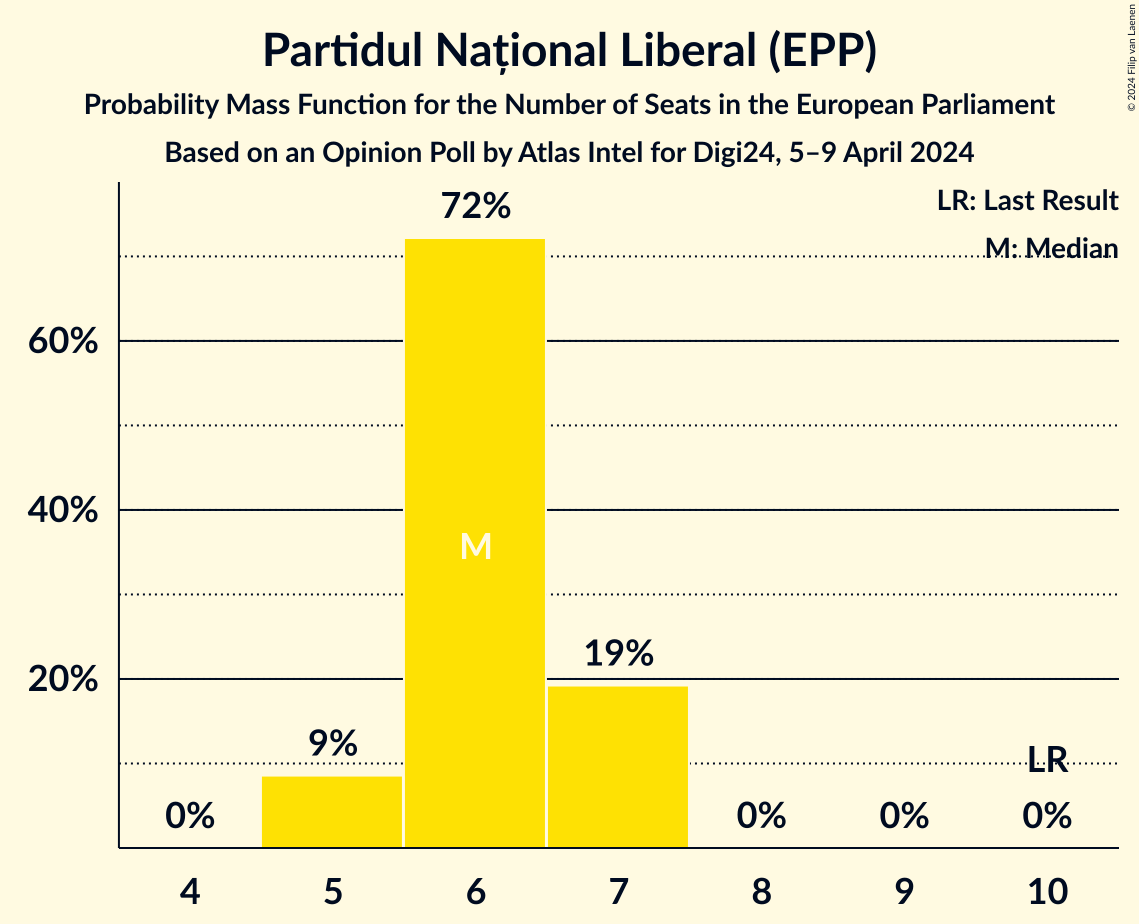 Partidul Național Liberal (EPP)
Probability Mass Function for the Number of Seats in the European Parliament
Based on an Opinion Poll by Atlas Intel for Digi24, 5–9 April 2024
© 2024 Filip van Laenen
LR: Last Result
M: Median
72%
60%
40%
M
20%
19%
9%
LR
0%
0%
0%
0%
4
5
6
7
8
9
10